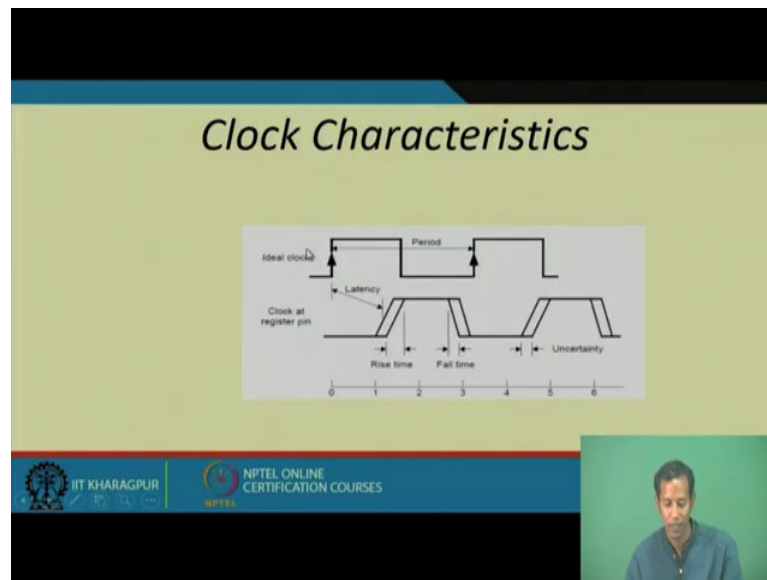 Clock Characteristics
Ideal clock
Period
Latency
Clock at
register pin
Rise time
Fall time
Uncertainty
0 1 2 3 4 5 6
IIT KHARAGPUR
NPTEL
NPTEL ONLINE
CERTIFICATION COURSES